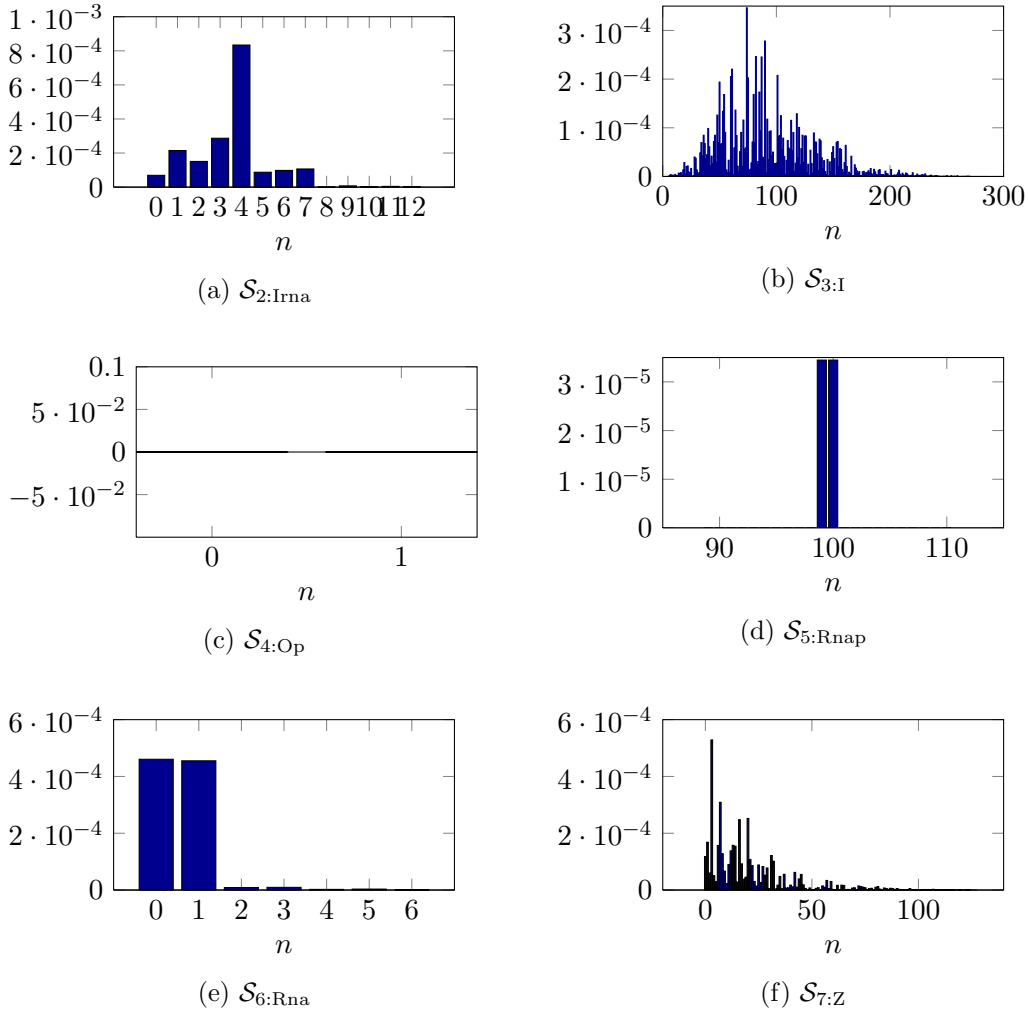 1 · 10⁻³
8 · 10⁻⁴
6 · 10⁻⁴
4 · 10⁻⁴
2 · 10⁻⁴
0
0 1 2 3 4 5 6 7 8 9 10 11 12
n
(a) S2:Irna
3 · 10⁻⁴
2 · 10⁻⁴
1 · 10⁻⁴
0
0 100 200 300
n
(b) S3:I
0.1
5 · 10⁻²
0
−5 · 10⁻²
0 1
n
(c) S4:Op
3 · 10⁻⁵
2 · 10⁻⁵
1 · 10⁻⁵
0
90 100 110
n
(d) S5:Rnap
6 · 10⁻⁴
4 · 10⁻⁴
2 · 10⁻⁴
0
0 1 2 3 4 5 6
n
(e) S6:Rna
6 · 10⁻⁴
4 · 10⁻⁴
2 · 10⁻⁴
0
0 50 100
n
(f) S7:Z